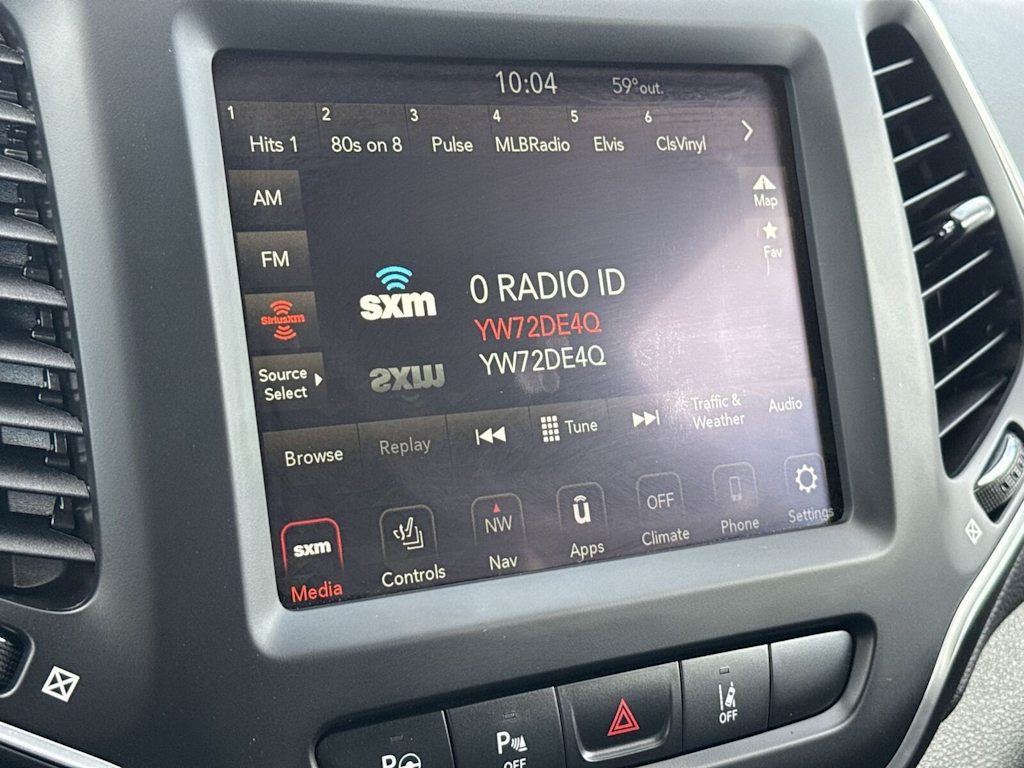 10:04 59°out.
1 2 3 4 5 6
Hits 1 80s on 8 Pulse MLBRadio Elvis ClsVinyl
AM
Map
FM
Fav
SiriusXM
sxm
0 RADIO ID
YW72DE4Q
YW72DE4Q
Source
Select
Browse Replay Tune
Traffic &
Weather
Audio
sxm NW OFF
Media Controls Nav Apps Climate Phone Settings
P
P
OFF
OFF